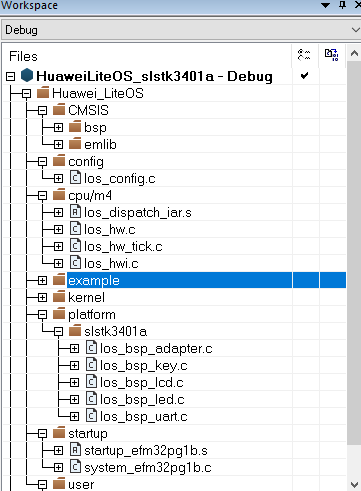 Workspace
Debug
Files
HuaweiLiteOS_slstk3401a - Debug
Huawei_LiteOS
CMSIS
bsp
emlib
config
los_config.c
cpu/m4
los_dispatch_iar.s
los_hw.c
los_hw_tick.c
los_hwi.c
example
kernel
platform
slstk3401a
los_bsp_adapter.c
los_bsp_key.c
los_bsp_lcd.c
los_bsp_led.c
los_bsp_uart.c
startup
startup_efm32pg1b.s
system_efm32pg1b.c
user